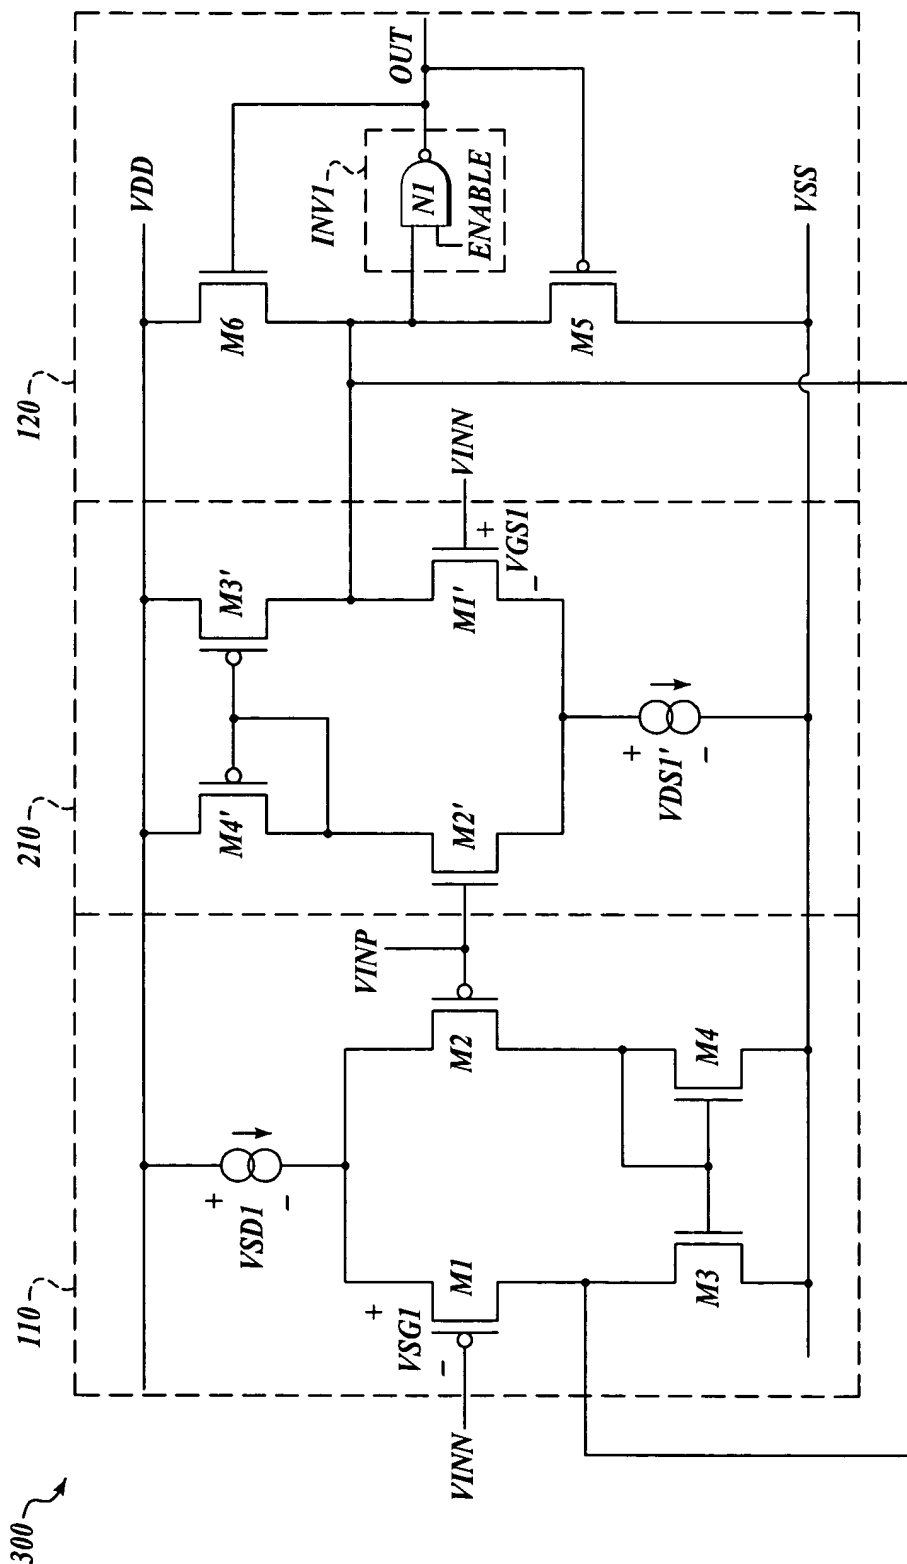 300
110
210
120
VDD
VSD1
+
−
M4'
M3'
M6
INV1
OUT
N1
ENABLE
VINN
VSG1
+
−
M1
M2
VINP
M2'
M1'
VGS1
+
−
VINN
M3
M4
VDS1'
+
−
M5
VSS